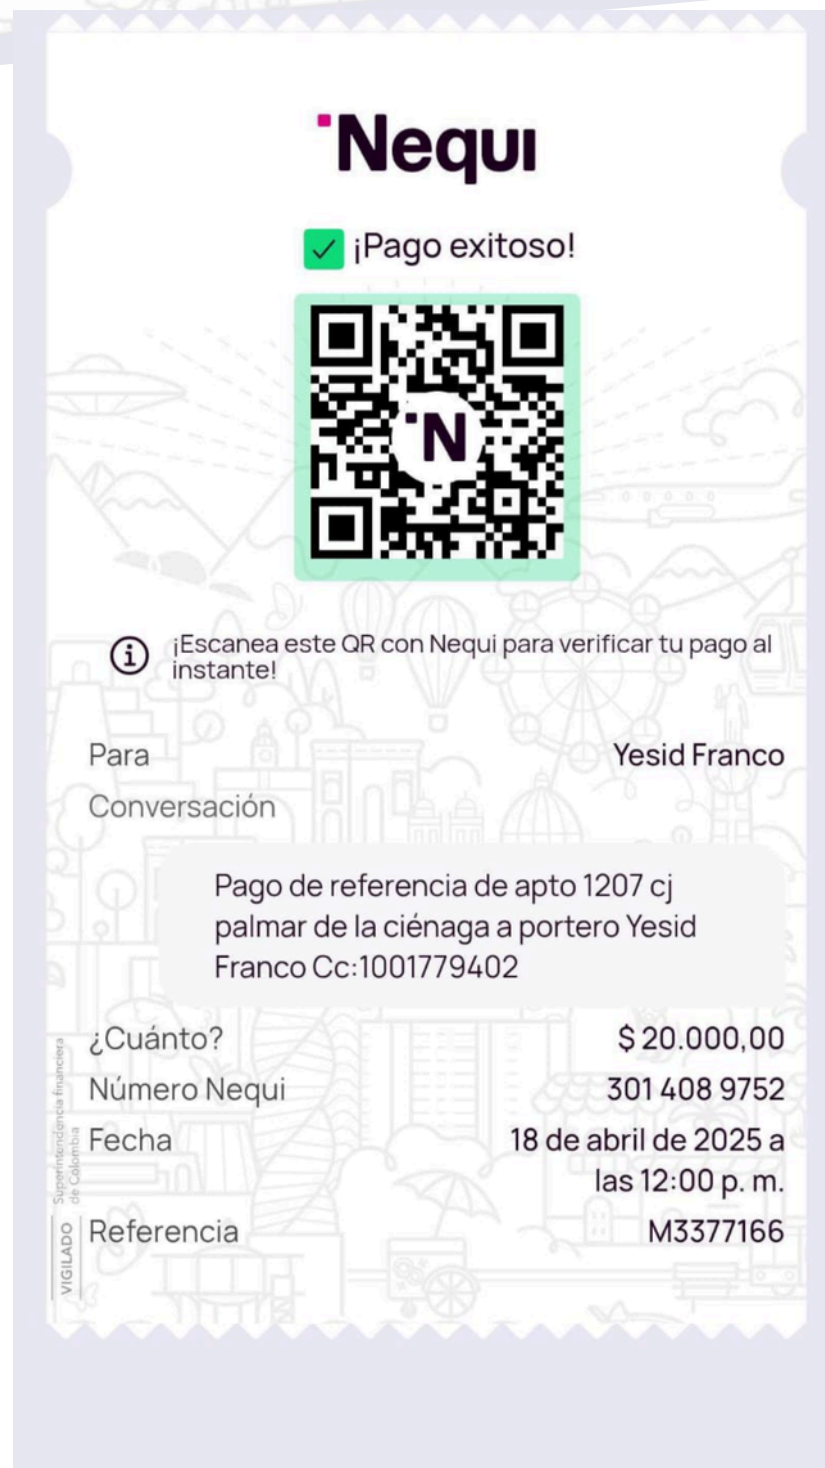 Nequi
¡Pago exitoso!
N
¡Escanea este QR con Nequi para verificar tu pago al
instante!
Para Yesid Franco
Conversación
Pago de referencia de apto 1207 cj
palmar de la ciénaga a portero Yesid
Franco Cc:1001779402
¿Cuánto? $ 20.000,00
Número Nequi 301 408 9752
Fecha 18 de abril de 2025 a
las 12:00 p. m.
Referencia M3377166
VIGILADO Superintendencia financiera
de Colombia